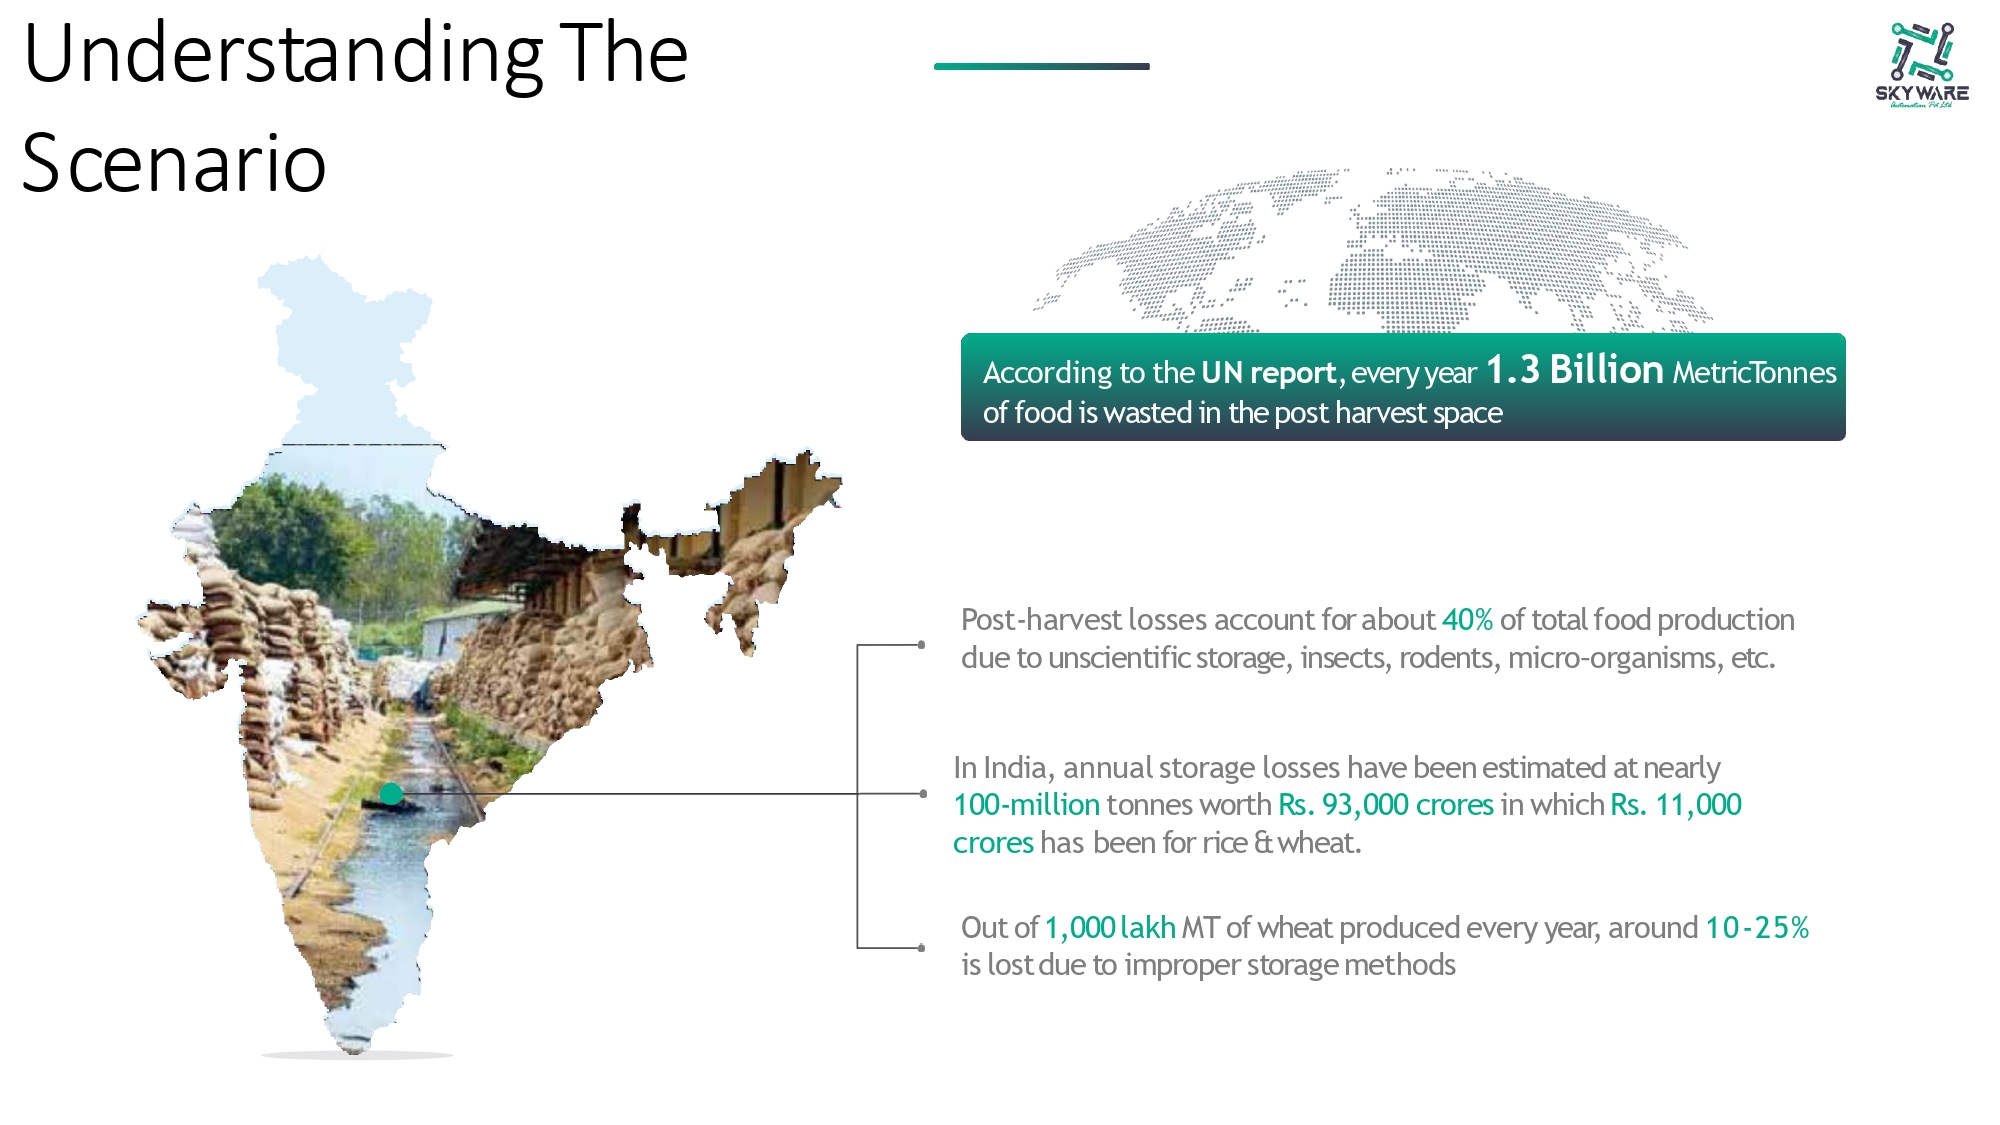 Understanding The
Scenario
SKYWARE
Automation Pvt.Ltd
According to the UN report, every year 1.3 Billion MetricTonnes
of food is wasted in the post harvest space
Post-harvest losses account for about 40% of total food production
due to unscientific storage, insects, rodents, micro-organisms, etc.
In India, annual storage losses have been estimated at nearly
100-million tonnes worth Rs. 93,000 crores in which Rs. 11,000
crores has been for rice & wheat.
Out of 1,000 lakh MT of wheat produced every year, around 10-25%
is lost due to improper storage methods